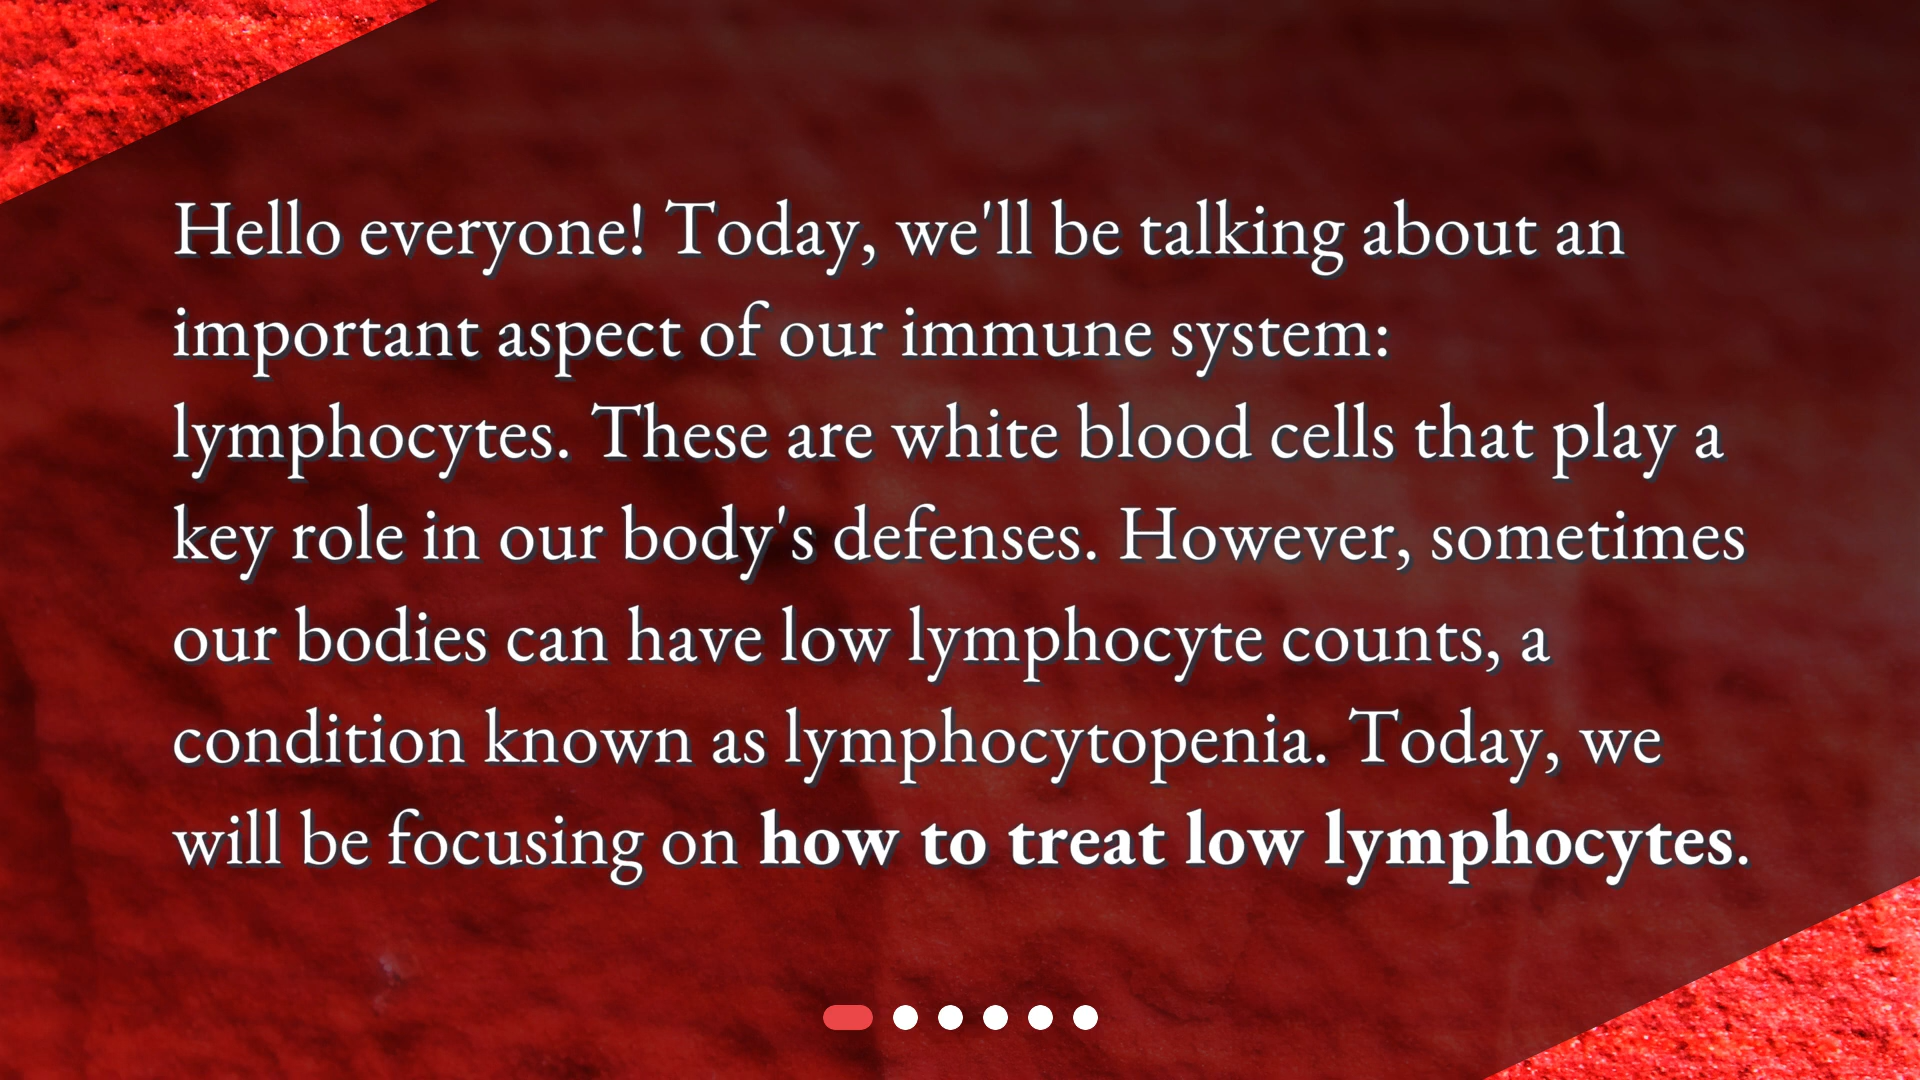 Hello everyone! Today, we'll be talking about an
important aspect of our immune system:
lymphocytes. These are white blood cells that play a
key role in our body's defenses. However, sometimes
our bodies can have low lymphocyte counts, a
condition known as lymphocytopenia. Today, we
will be focusing on how to treat low lymphocytes.